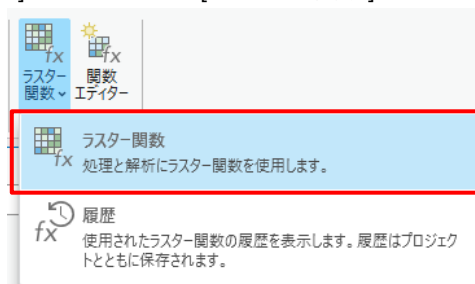 fx
fx
ラスター 関数
関数 エディター
ラスター関数
fx 処理と解析にラスター関数を使用します。
履歴
fx 使用されたラスター関数の履歴を表示します。履歴はプロジェク
トとともに保存されます。